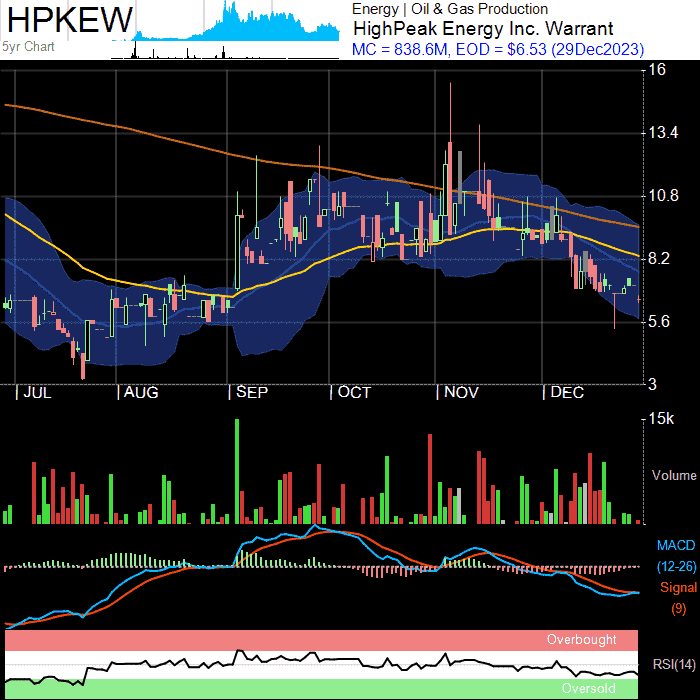 HPKEW
5yr Chart
Energy | Oil & Gas Production
HighPeak Energy Inc. Warrant
MC = 838.6M, EOD = $6.53 (29Dec2023)
16
13.4
10.8
8.2
5.6
3
| JUL | AUG | SEP | OCT | NOV | DEC
15k
Volume
MACD
(12-26)
Signal
(9)
Overbought
RSI(14)
Oversold